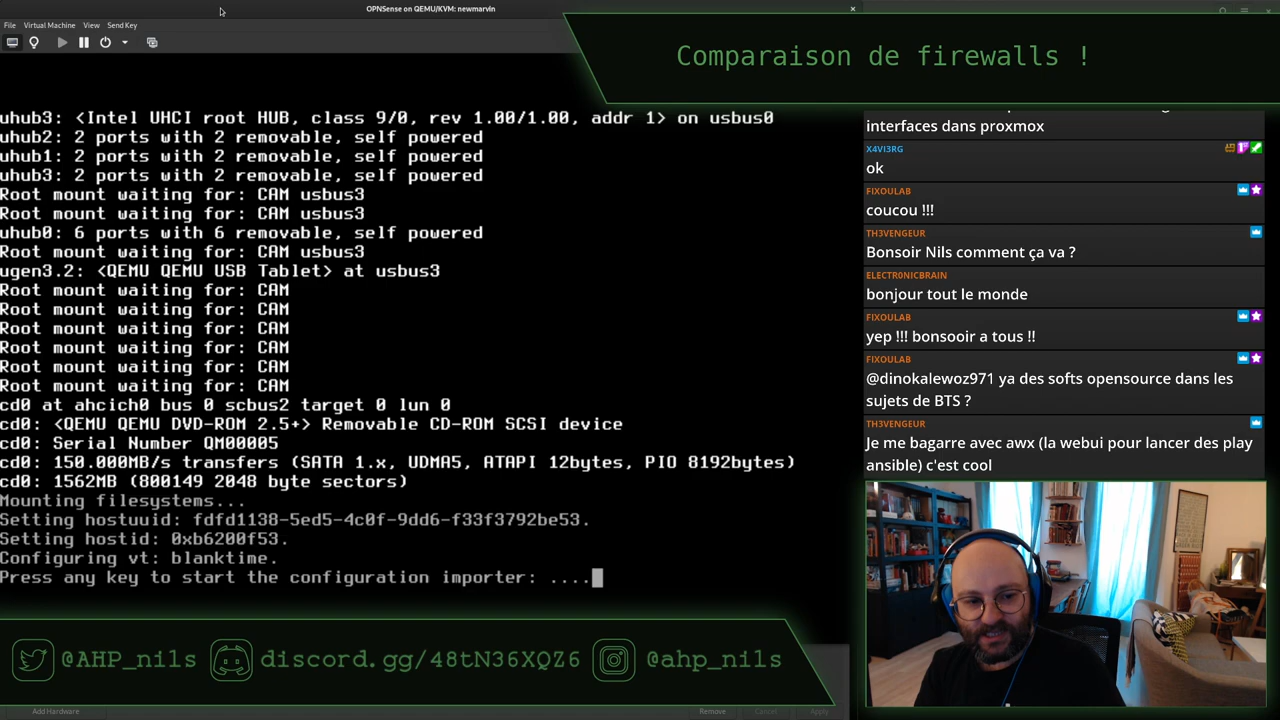 OPNSense on QEMU/KVM: newmarvin
File Virtual Machine View Send Key
Comparaison de firewalls !
uhub3: <Intel UHCI root HUB, class 9/0, rev 1.00/1.00, addr 1> on usbus0
uhub2: 2 ports with 2 removable, self powered
uhub1: 2 ports with 2 removable, self powered
uhub3: 2 ports with 2 removable, self powered
Root mount waiting for: CAM usbus3
Root mount waiting for: CAM usbus3
uhub0: 6 ports with 6 removable, self powered
Root mount waiting for: CAM usbus3
ugen3.2: <QEMU QEMU USB Tablet> at usbus3
Root mount waiting for: CAM
Root mount waiting for: CAM
Root mount waiting for: CAM
Root mount waiting for: CAM
Root mount waiting for: CAM
Root mount waiting for: CAM
cd0 at ahcich0 bus 0 scbus2 target 0 lun 0
cd0: <QEMU QEMU DVD-ROM 2.5+> Removable CD-ROM SCSI device
cd0: Serial Number QM00005
cd0: 150.000MB/s transfers (SATA 1.x, UDMA5, ATAPI 12bytes, PIO 8192bytes)
cd0: 1562MB (800149 2048 byte sectors)
Mounting filesystems...
Setting hostuuid: fdfd1138-5ed5-4c0f-9dd6-f33f3792be53.
Setting hostid: 0xb6200f53.
Configuring vt: blanktime.
Press any key to start the configuration importer: ....
interfaces dans proxmox
X4VI3RG
ok
FIXOULAB
coucou !!!
TH3VENGEUR
Bonsoir Nils comment ça va ?
ELECTR0NICBRAIN
bonjour tout le monde
FIXOULAB
yep !!! bonsooir a tous !!
FIXOULAB
@dinokalewoz971 ya des softs opensource dans les
sujets de BTS ?
TH3VENGEUR
Je me bagarre avec awx (la webui pour lancer des play
ansible) c'est cool
@AHP_nils discord.gg/48tN36XQZ6 @ahp_nils
Add Hardware Remove Cancel Apply